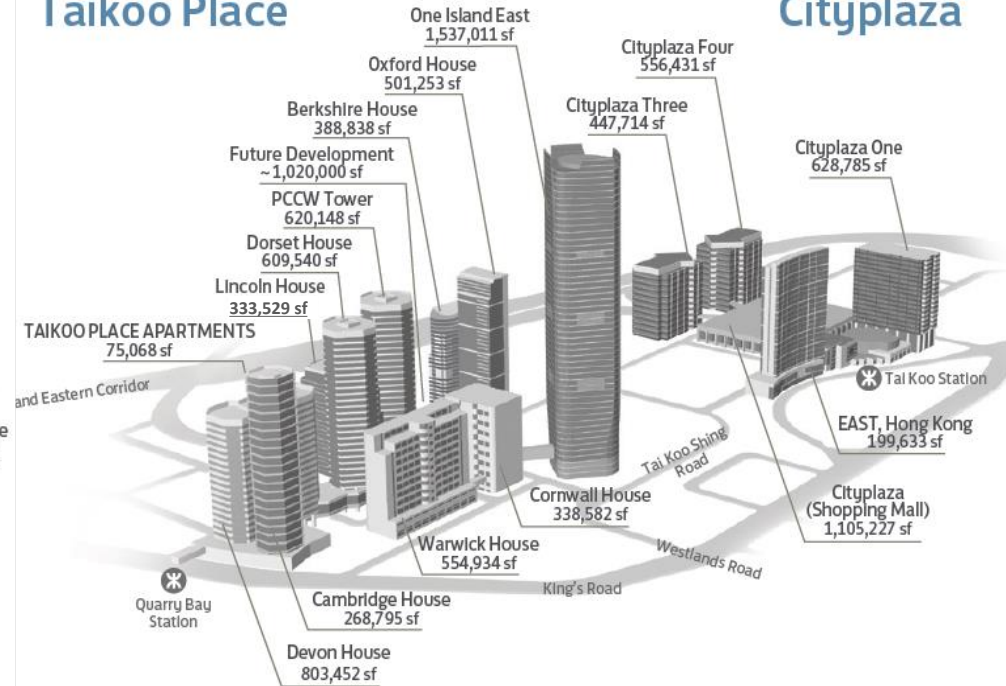 Taikoo Place
Cityplaza
One Island East
1,537,011 sf
Oxford House
501,253 sf
Berkshire House
388,838 sf
Future Development
~1,020,000 sf
PCCW Tower
620,148 sf
Dorset House
609,540 sf
Lincoln House
333,529 sf
TAIKOO PLACE APARTMENTS
75,068 sf
Cityplaza Four
556,431 sf
Cityplaza Three
447,714 sf
Cityplaza One
628,785 sf
and Eastern Corridor
Tai Koo Station
EAST, Hong Kong
199,633 sf
Tai Koo Shing
Road
Cityplaza
(Shopping Mall)
1,105,227 sf
Cornwall House
338,582 sf
Warwick House
554,934 sf
Westlands Road
King's Road
Quarry Bay
Station
Cambridge House
268,795 sf
Devon House
803,452 sf